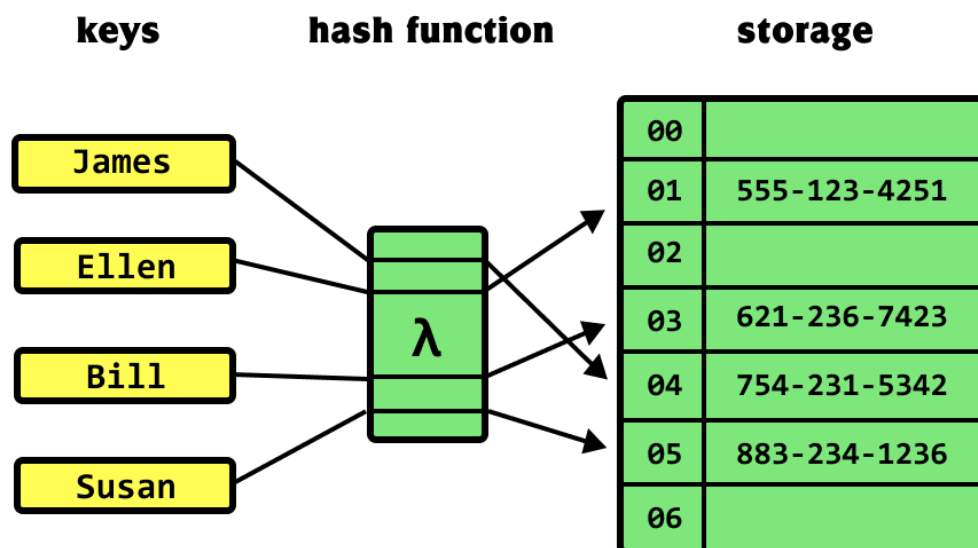 keys
hash function
storage
James
Ellen
Bill
Susan
λ
00
01 555-123-4251
02
03 621-236-7423
04 754-231-5342
05 883-234-1236
06